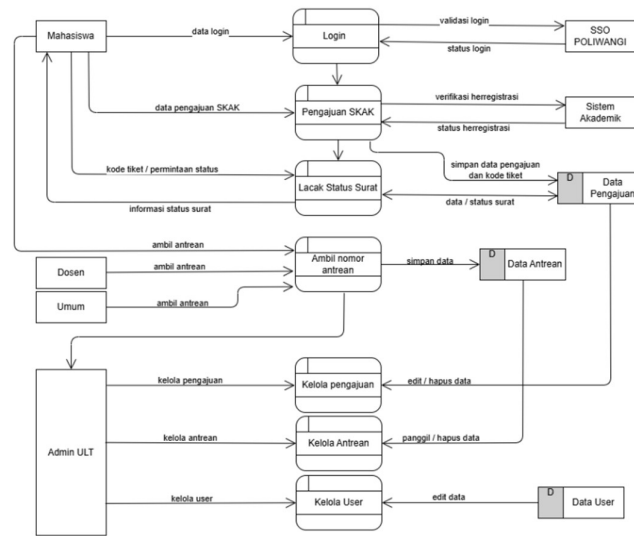 Mahasiswa
data login
Login
validasi login
status login
SSO
POLIWANGI
data pengajuan SKAK
Pengajuan SKAK
verifikasi herregistrasi
status herregistrasi
Sistem
Akademik
kode tiket / permintaan status
informasi status surat
Lacak Status Surat
simpan data pengajuan
dan kode tiket
data / status surat
D
Data
Pengajuan
ambil antrean
Dosen
ambil antrean
Umum
ambil antrean
Ambil nomor
antrean
simpan data
D
Data Antrean
Admin ULT
kelola pengajuan
Kelola pengajuan
edit / hapus data
kelola antrean
Kelola Antrean
panggil / hapus data
kelola user
Kelola User
edit data
D
Data User